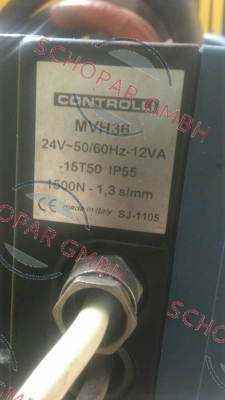 CONTROLLI
MVH36
24V~50/60Hz-12VA
-15T50 IP55
1500N - 1,3 s/mm
CE made in Italy SJ-1105
SCHOPAR GMBH
SCHOPAR GMBH
SCHOPAR GMBH